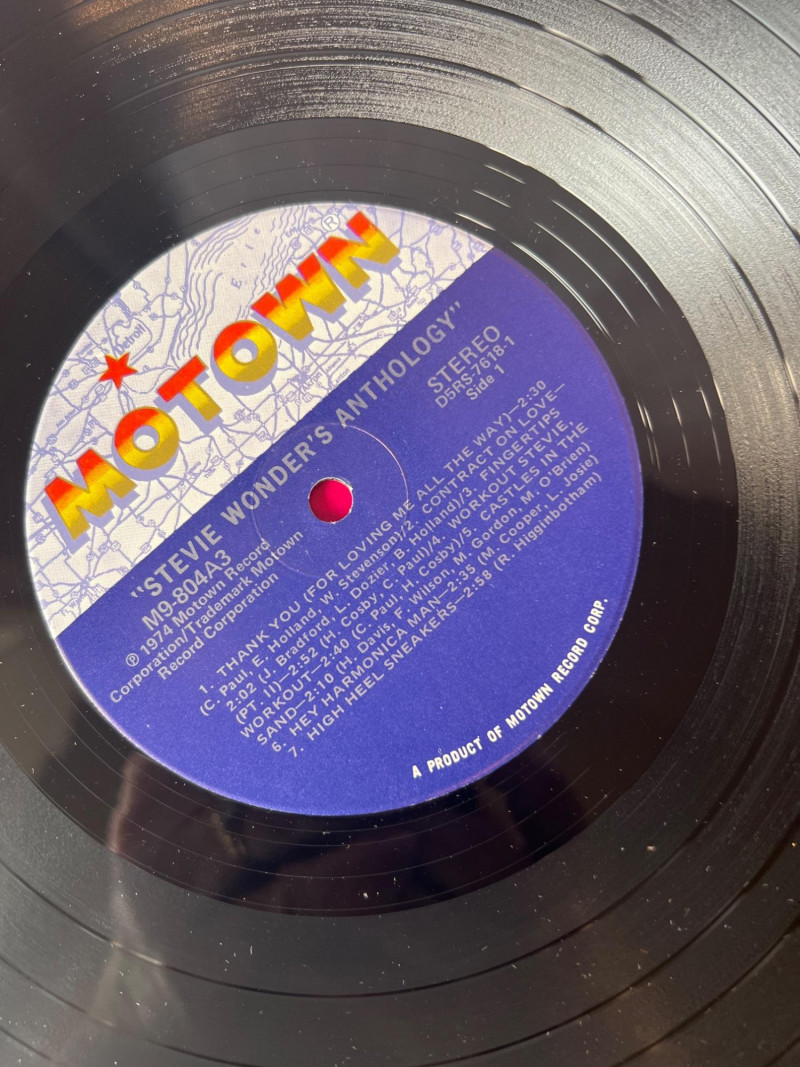 MOTOWN®
Detroit
Akron
"STEVIE WONDER'S ANTHOLOGY"
M9-804A3
STEREO
D5RS-7618-1
Side 1
℗ 1974 Motown Record
Corporation/Trademark Motown
Record Corporation
1. THANK YOU (FOR LOVING ME ALL THE WAY)—2:30
(C. Paul, E. Holland, W. Stevenson)/2. CONTRACT ON LOVE—
2:02 (J. Bradford, L. Dozier, B. Holland)/3. FINGERTIPS
(PT. II)—2:52 (H. Cosby, C. Paul)/4. WORKOUT STEVIE,
WORKOUT—2:40 (C. Paul, H. Cosby)/5. CASTLES IN THE
SAND—2:10 (H. Davis, F. Wilson, M. Gordon, M. O'Brien)
6. HEY HARMONICA MAN—2:35 (M. Cooper, L. Josie)
7. HIGH HEEL SNEAKERS—2:58 (R. Higginbotham)
A PRODUCT OF MOTOWN RECORD CORP.